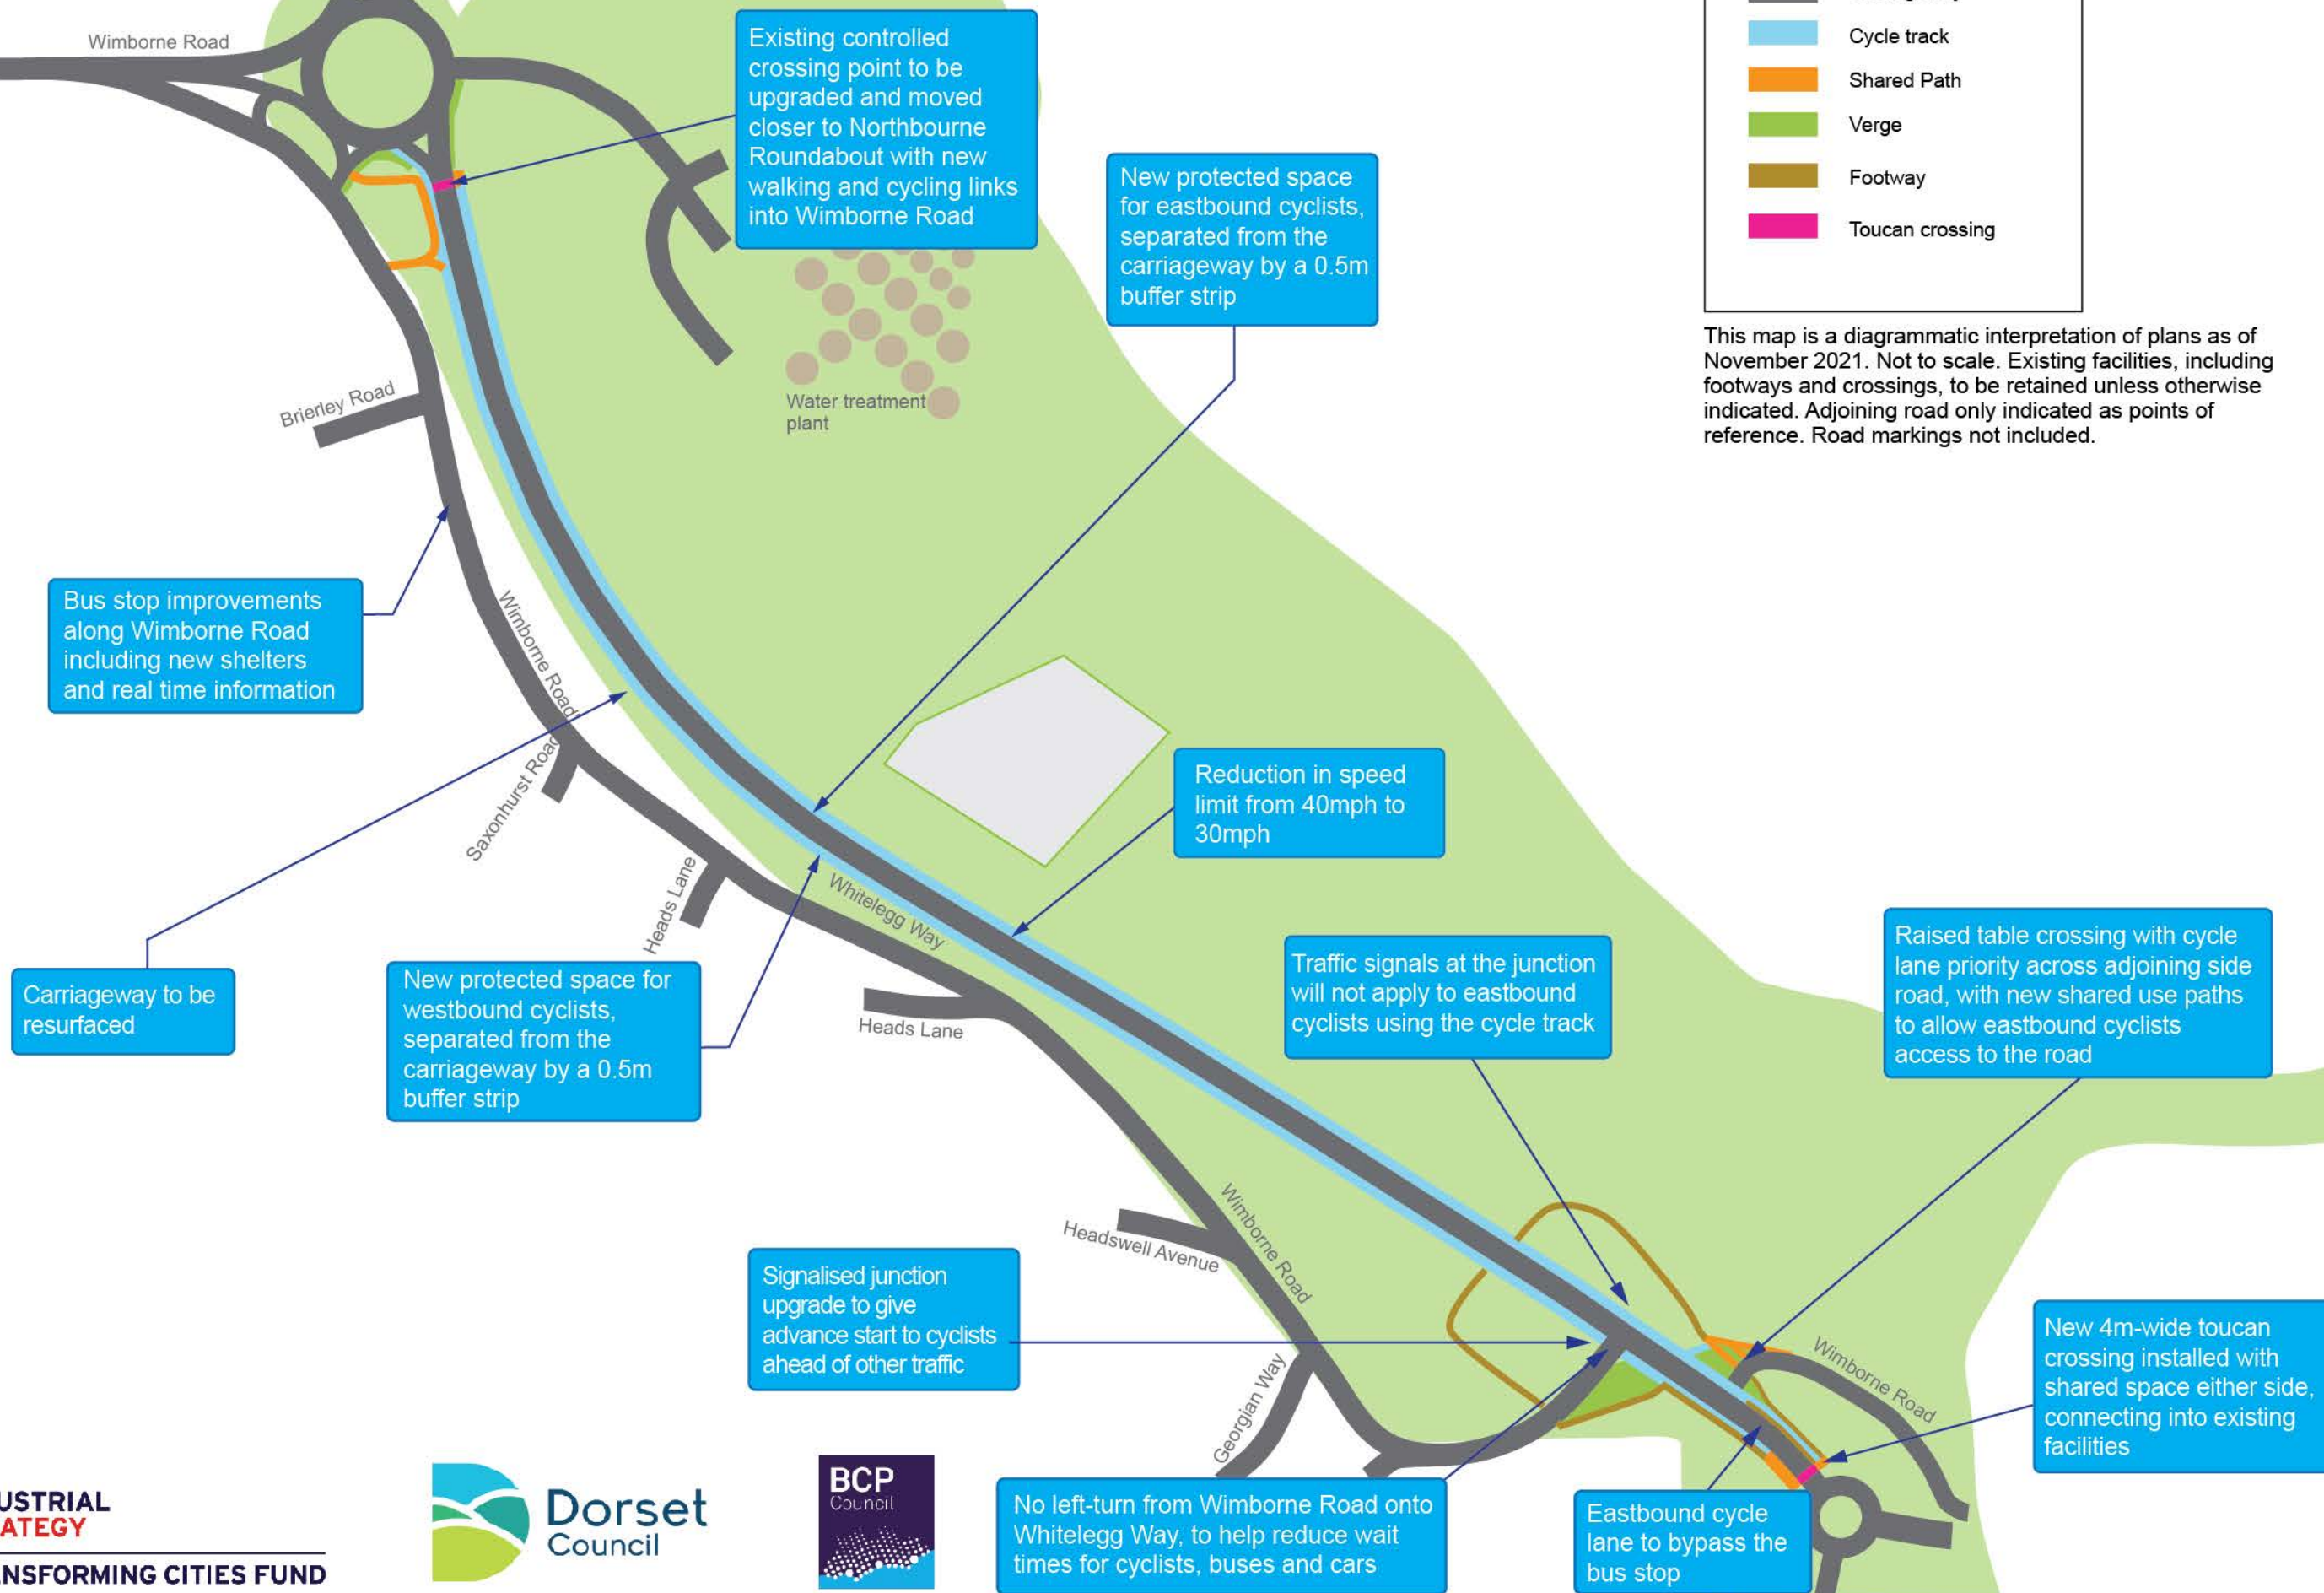 Wimborne Road
Existing controlled
crossing point to be
upgraded and moved
closer to Northbourne
Roundabout with new
walking and cycling links
into Wimborne Road
Cycle track
Shared Path
Verge
Footway
Toucan crossing
New protected space
for eastbound cyclists,
separated from the
carriageway by a 0.5m
buffer strip
This map is a diagrammatic interpretation of plans as of
November 2021. Not to scale. Existing facilities, including
footways and crossings, to be retained unless otherwise
indicated. Adjoining road only indicated as points of
reference. Road markings not included.
Brierley Road
Water treatment
plant
Bus stop improvements
along Wimborne Road
including new shelters
and real time information
Wimborne Road
Saxonhurst Road
Reduction in speed
limit from 40mph to
30mph
Heads Lane
Whitelegg Way
Carriageway to be
resurfaced
New protected space for
westbound cyclists,
separated from the
carriageway by a 0.5m
buffer strip
Heads Lane
Traffic signals at the junction
will not apply to eastbound
cyclists using the cycle track
Raised table crossing with cycle
lane priority across adjoining side
road, with new shared use paths
to allow eastbound cyclists
access to the road
Headswell Avenue
Wimborne Road
Signalised junction
upgrade to give
advance start to cyclists
ahead of other traffic
Georgian Way
Wimborne Road
New 4m-wide toucan
crossing installed with
shared space either side,
connecting into existing
facilities
USTRIAL
ATEGY
NSFORMING CITIES FUND
Dorset
Council
BCP
Council
No left-turn from Wimborne Road onto
Whitelegg Way, to help reduce wait
times for cyclists, buses and cars
Eastbound cycle
lane to bypass the
bus stop